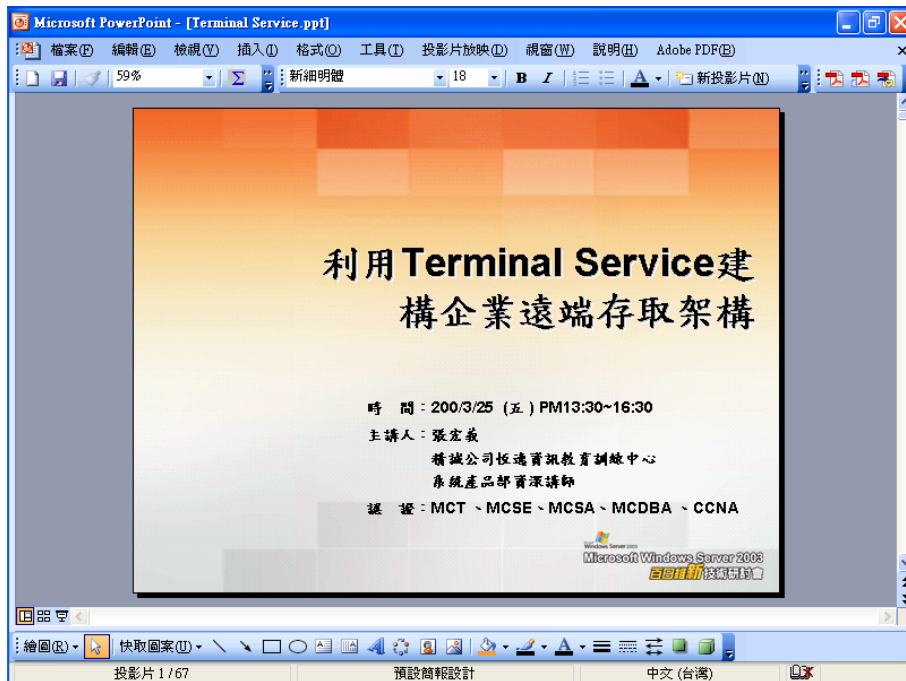 Microsoft PowerPoint - [Terminal Service.ppt]
檔案(F) 編輯(E) 檢視(V) 插入(I) 格式(O) 工具(T) 投影片放映(D) 視窗(W) 說明(H) Adobe PDF(B)
59% Σ 新細明體 18 B I A 新投影片(N)
利用Terminal Service建
構企業遠端存取架構
時 間：200/3/25 (五) PM13:30~16:30
主講人：張宏義
精誠公司恆逸資訊教育訓練中心
系統產品部資深講師
認 證：MCT、MCSE、MCSA、MCDBA、CCNA
Windows Server 2003
Microsoft Windows Server 2003
百日維新技術研討會
繪圖(R) 快取圖案(U) A
投影片 1 / 67 預設簡報設計 中文 (台灣)